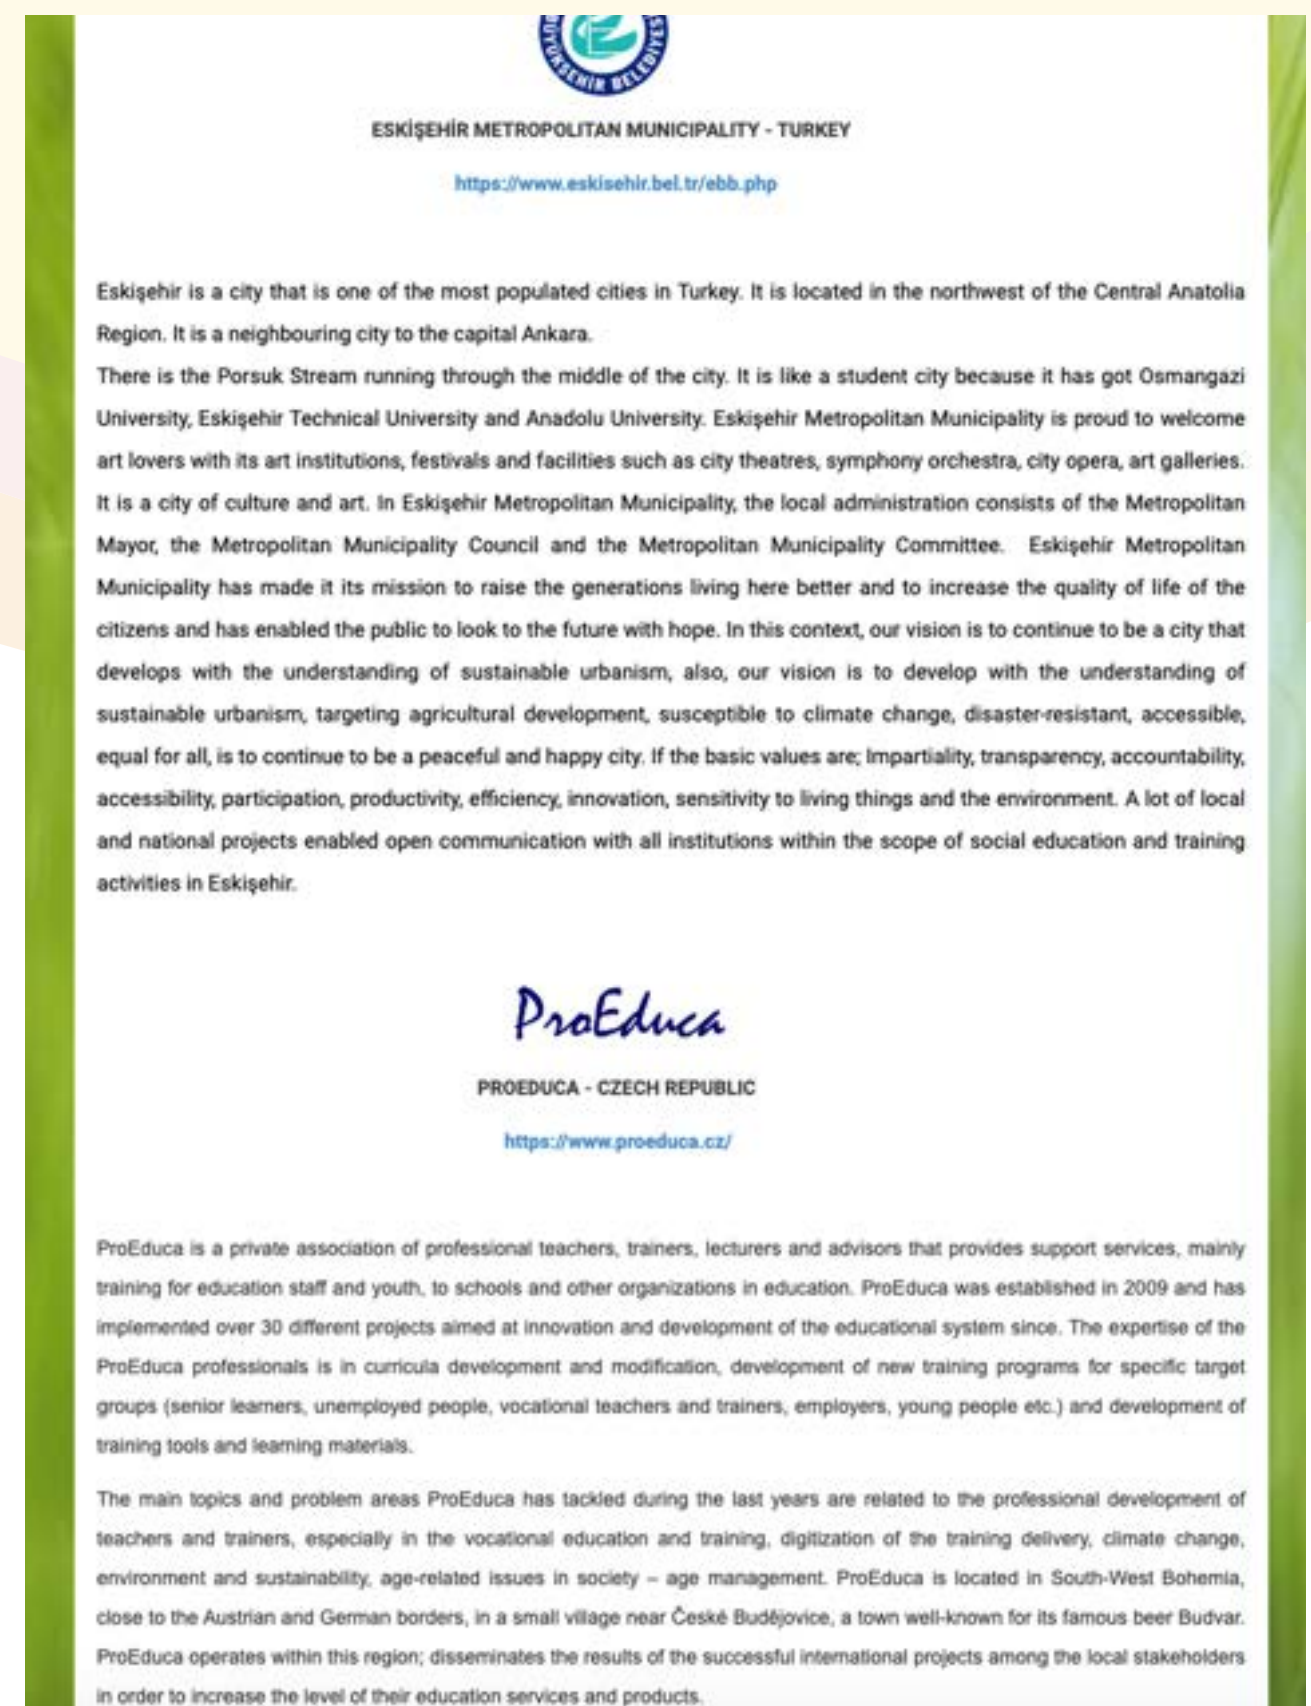 BÜYÜKŞEHİR BELEDİYESİ
ESKİŞEHİR METROPOLITAN MUNICIPALITY - TURKEY
https://www.eskisehir.bel.tr/ebb.php
Eskişehir is a city that is one of the most populated cities in Turkey. It is located in the northwest of the Central Anatolia
Region. It is a neighbouring city to the capital Ankara.
There is the Porsuk Stream running through the middle of the city. It is like a student city because it has got Osmangazi
University, Eskişehir Technical University and Anadolu University. Eskişehir Metropolitan Municipality is proud to welcome
art lovers with its art institutions, festivals and facilities such as city theatres, symphony orchestra, city opera, art galleries.
It is a city of culture and art. In Eskişehir Metropolitan Municipality, the local administration consists of the Metropolitan
Mayor, the Metropolitan Municipality Council and the Metropolitan Municipality Committee. Eskişehir Metropolitan
Municipality has made it its mission to raise the generations living here better and to increase the quality of life of the
citizens and has enabled the public to look to the future with hope. In this context, our vision is to continue to be a city that
develops with the understanding of sustainable urbanism, also, our vision is to develop with the understanding of
sustainable urbanism, targeting agricultural development, susceptible to climate change, disaster-resistant, accessible,
equal for all, is to continue to be a peaceful and happy city. If the basic values are; Impartiality, transparency, accountability,
accessibility, participation, productivity, efficiency, innovation, sensitivity to living things and the environment. A lot of local
and national projects enabled open communication with all institutions within the scope of social education and training
activities in Eskişehir.
ProEduca
PROEDUCA - CZECH REPUBLIC
https://www.proeduca.cz/
ProEduca is a private association of professional teachers, trainers, lecturers and advisors that provides support services, mainly
training for education staff and youth, to schools and other organizations in education. ProEduca was established in 2009 and has
implemented over 30 different projects aimed at innovation and development of the educational system since. The expertise of the
ProEduca professionals is in curricula development and modification, development of new training programs for specific target
groups (senior learners, unemployed people, vocational teachers and trainers, employers, young people etc.) and development of
training tools and learning materials.
The main topics and problem areas ProEduca has tackled during the last years are related to the professional development of
teachers and trainers, especially in the vocational education and training, digitization of the training delivery, climate change,
environment and sustainability, age-related issues in society – age management. ProEduca is located in South-West Bohemia,
close to the Austrian and German borders, in a small village near České Budějovice, a town well-known for its famous beer Budvar.
ProEduca operates within this region; disseminates the results of the successful international projects among the local stakeholders
in order to increase the level of their education services and products.